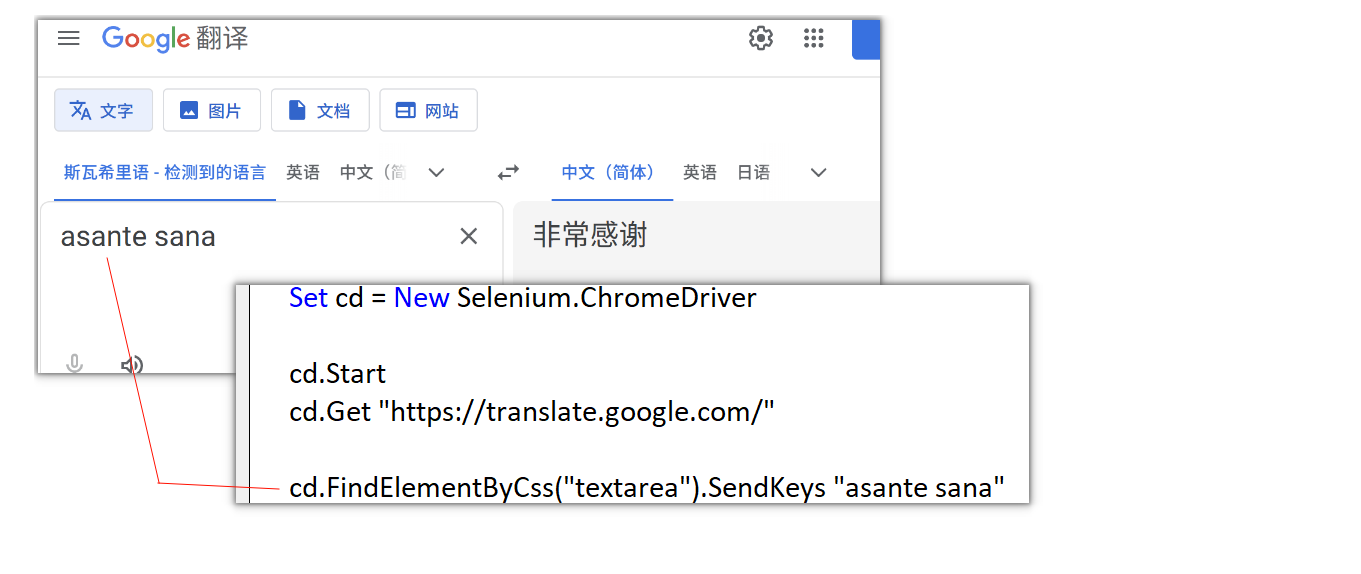 Google 翻译
文字 图片 文档 网站
斯瓦希里语 - 检测到的语言 英语 中文（简 中文（简体） 英语 日语
asante sana 非常感谢
Set cd = New Selenium.ChromeDriver
cd.Start
cd.Get "https://translate.google.com/"
cd.FindElementByCss("textarea").SendKeys "asante sana"